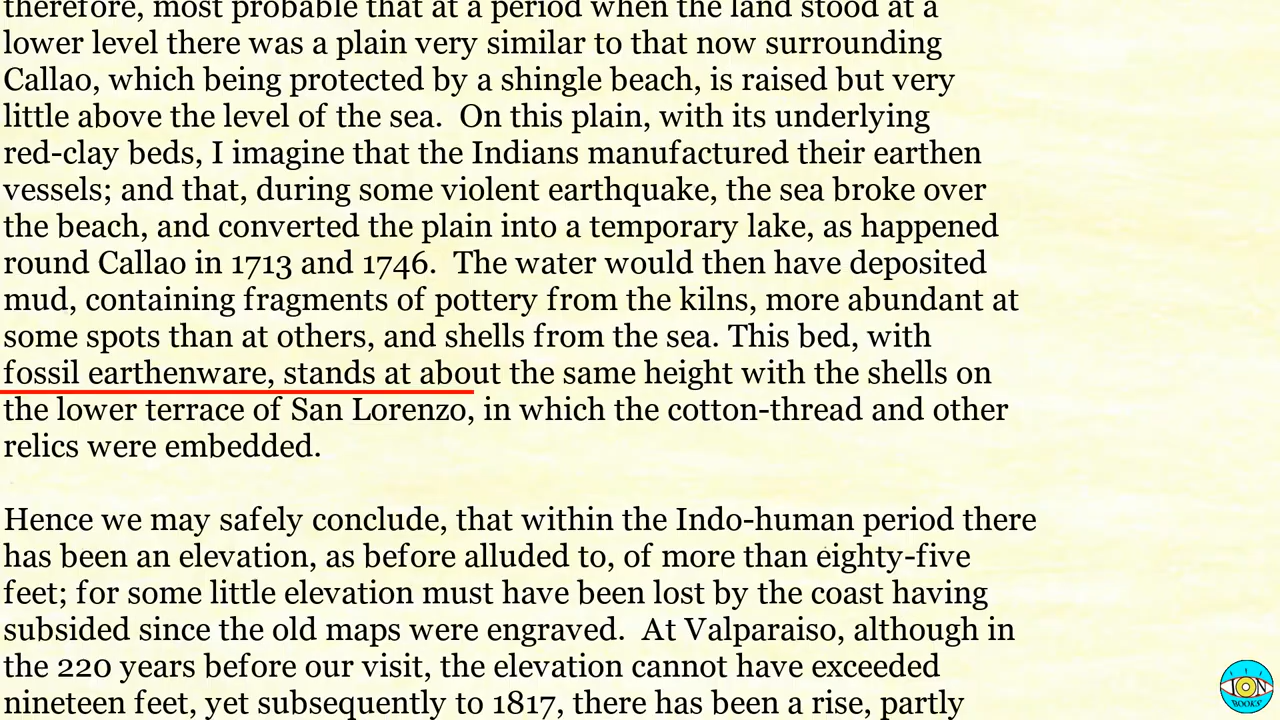 therefore, most probable that at a period when the land stood at a
lower level there was a plain very similar to that now surrounding
Callao, which being protected by a shingle beach, is raised but very
little above the level of the sea.  On this plain, with its underlying
red-clay beds, I imagine that the Indians manufactured their earthen
vessels; and that, during some violent earthquake, the sea broke over
the beach, and converted the plain into a temporary lake, as happened
round Callao in 1713 and 1746.  The water would then have deposited
mud, containing fragments of pottery from the kilns, more abundant at
some spots than at others, and shells from the sea. This bed, with
fossil earthenware, stands at about the same height with the shells on
the lower terrace of San Lorenzo, in which the cotton-thread and other
relics were embedded.
Hence we may safely conclude, that within the Indo-human period there
has been an elevation, as before alluded to, of more than eighty-five
feet; for some little elevation must have been lost by the coast having
subsided since the old maps were engraved.  At Valparaiso, although in
the 220 years before our visit, the elevation cannot have exceeded
nineteen feet, yet subsequently to 1817, there has been a rise, partly
I
ION
BOOKS